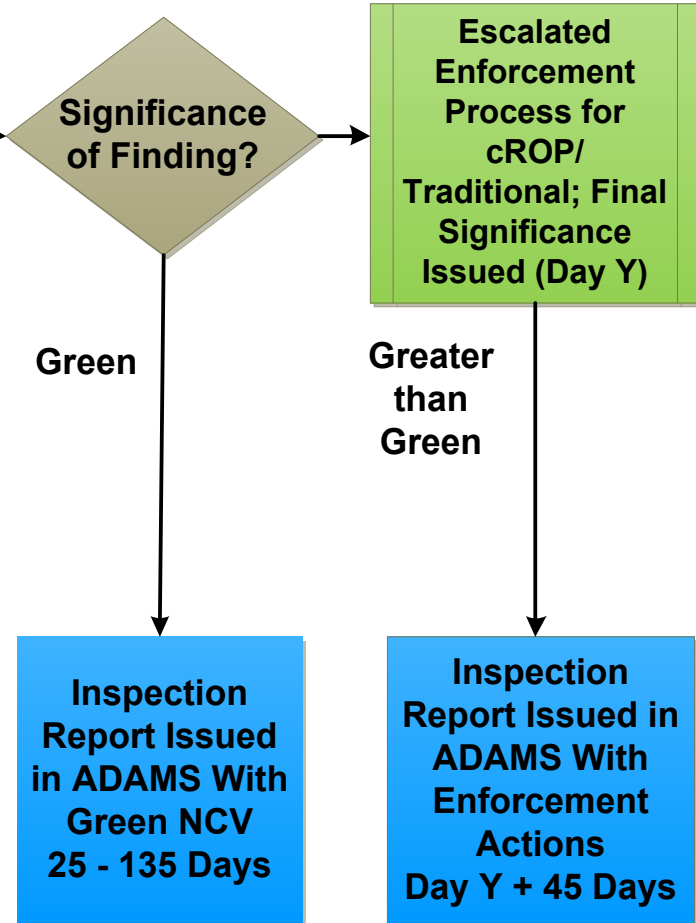 Significance
of Finding?
Escalated
Enforcement
Process for
cROP/
Traditional; Final
Significance
Issued (Day Y)
Green
Greater
than
Green
Inspection
Report Issued
in ADAMS With
Green NCV
25 - 135 Days
Inspection
Report Issued in
ADAMS With
Enforcement
Actions
Day Y + 45 Days